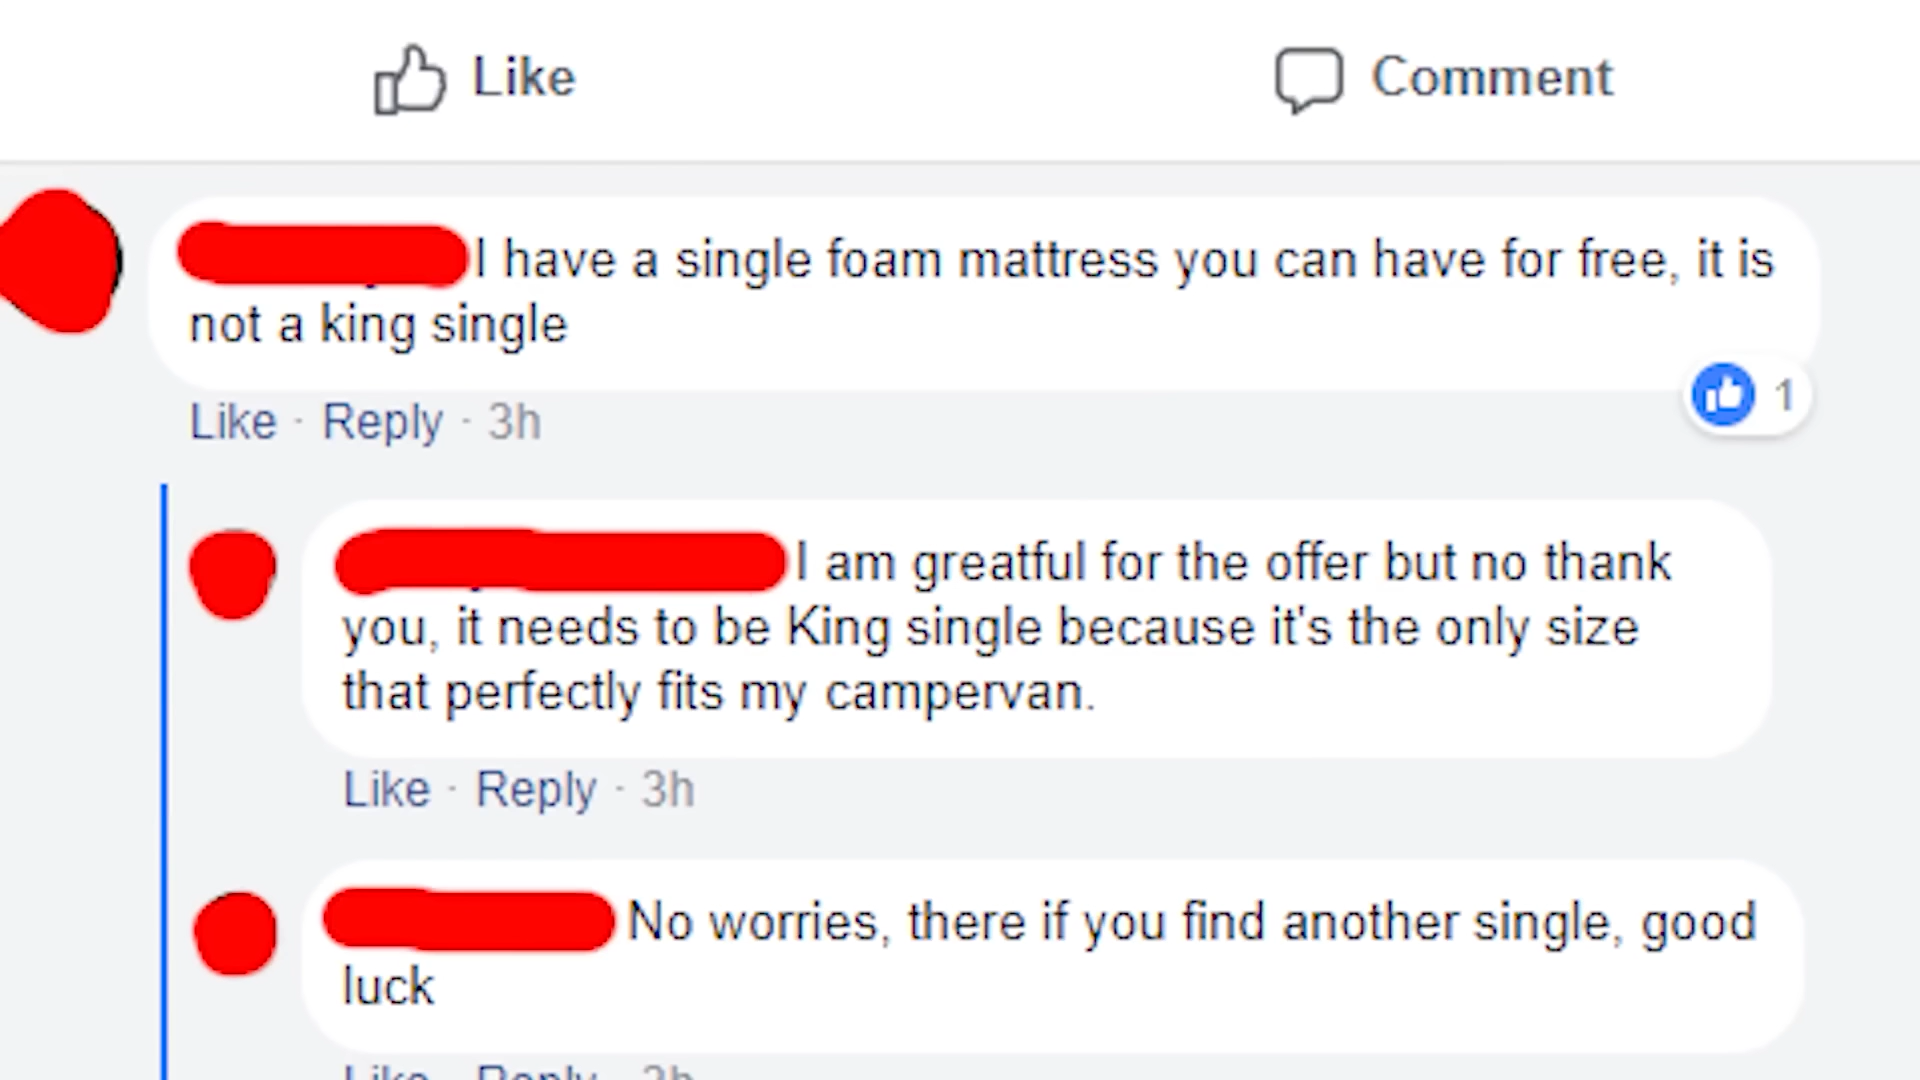 Like
Comment
I have a single foam mattress you can have for free, it is
not a king single
1
Like · Reply · 3h
I am greatful for the offer but no thank
you, it needs to be King single because it's the only size
that perfectly fits my campervan.
Like · Reply · 3h
No worries, there if you find another single, good
luck
Like · Reply · 3h